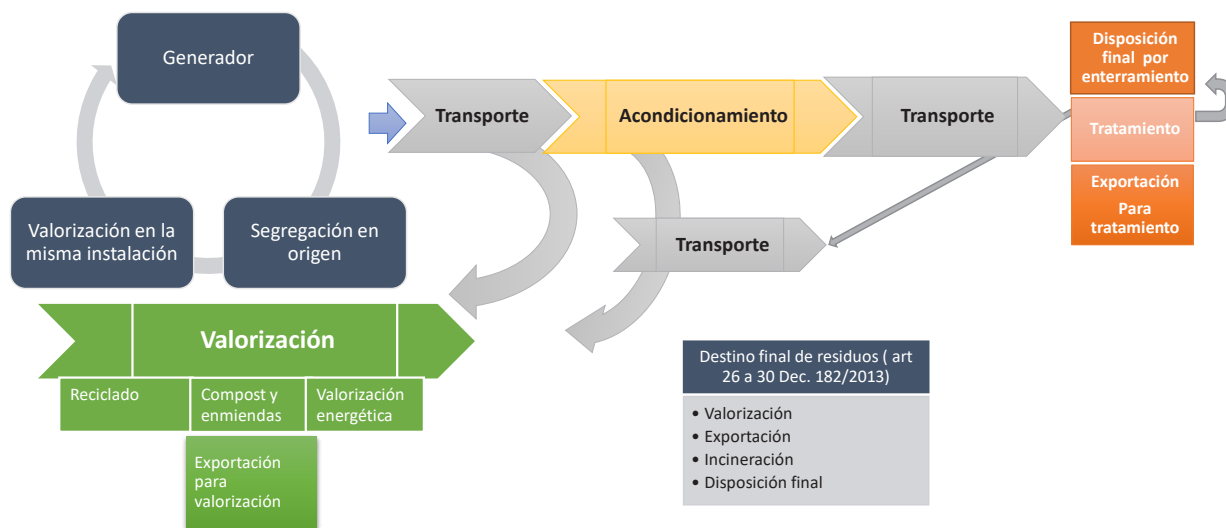 Generador
Valorización en la
misma instalación
Segregación en
origen
Transporte
Acondicionamiento
Transporte
Disposición
final por
enterramiento
Tratamiento
Exportación
Para
tratamiento
Transporte
Valorización
Reciclado
Compost y
enmiendas
Valorización
energética
Exportación
para
valorización
Destino final de residuos ( art
26 a 30 Dec. 182/2013)
• Valorización
• Exportación
• Incineración
• Disposición final